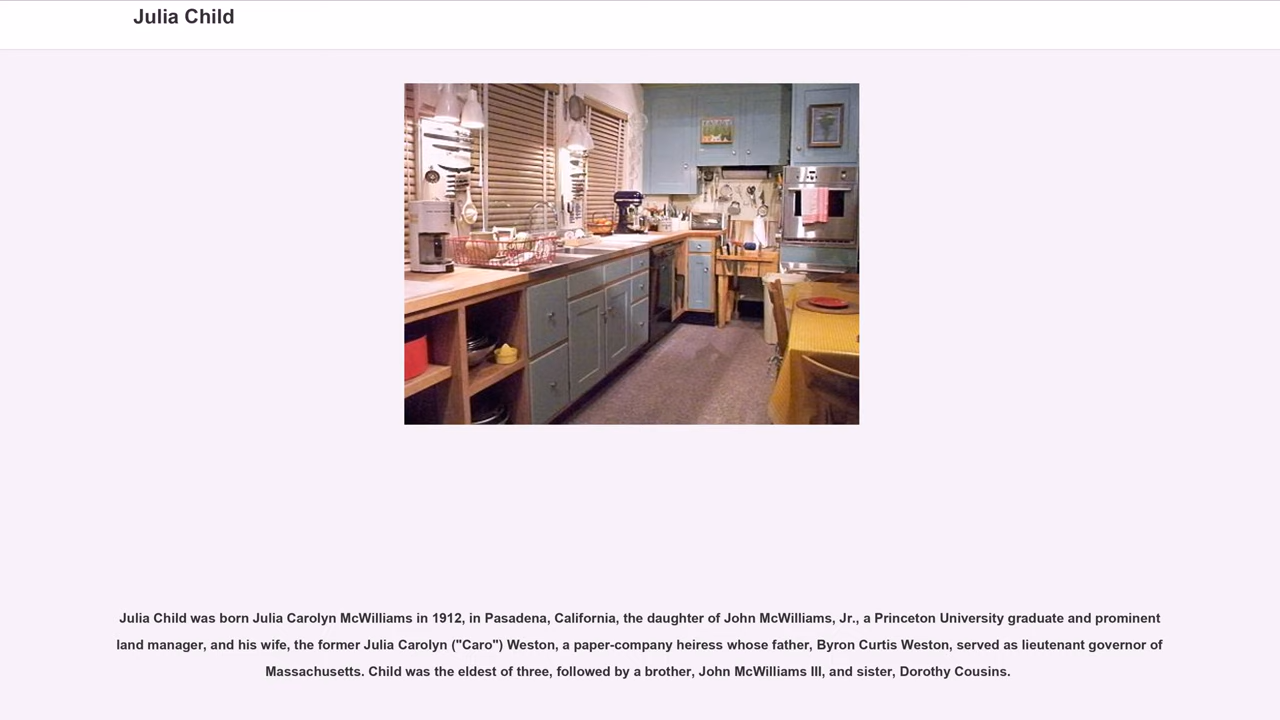 Julia Child
Julia Child was born Julia Carolyn McWilliams in 1912, in Pasadena, California, the daughter of John McWilliams, Jr., a Princeton University graduate and prominent
land manager, and his wife, the former Julia Carolyn ("Caro") Weston, a paper-company heiress whose father, Byron Curtis Weston, served as lieutenant governor of
Massachusetts. Child was the eldest of three, followed by a brother, John McWilliams III, and sister, Dorothy Cousins.